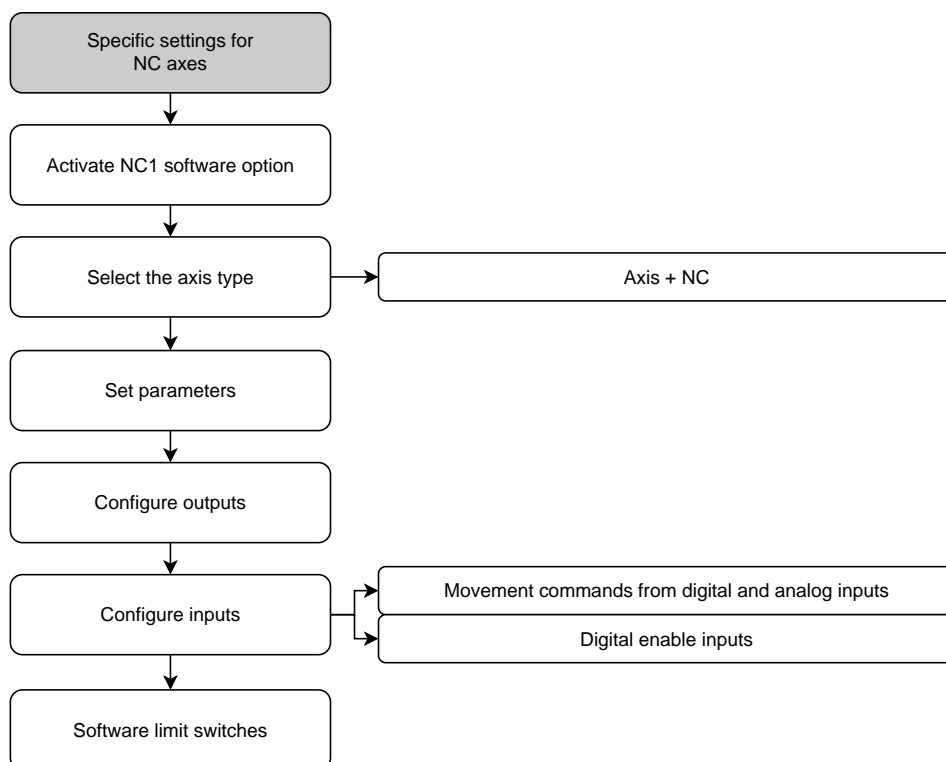 Specific settings for
NC axes
Activate NC1 software option
Select the axis type
Axis + NC
Set parameters
Configure outputs
Configure inputs
Movement commands from digital and analog inputs
Digital enable inputs
Software limit switches